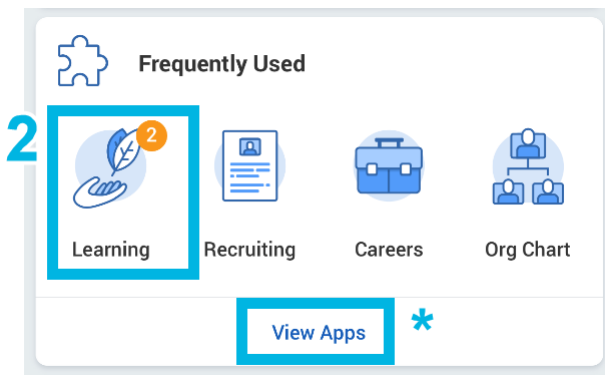 Frequently Used
2
2
Learning Recruiting Careers Org Chart
View Apps *